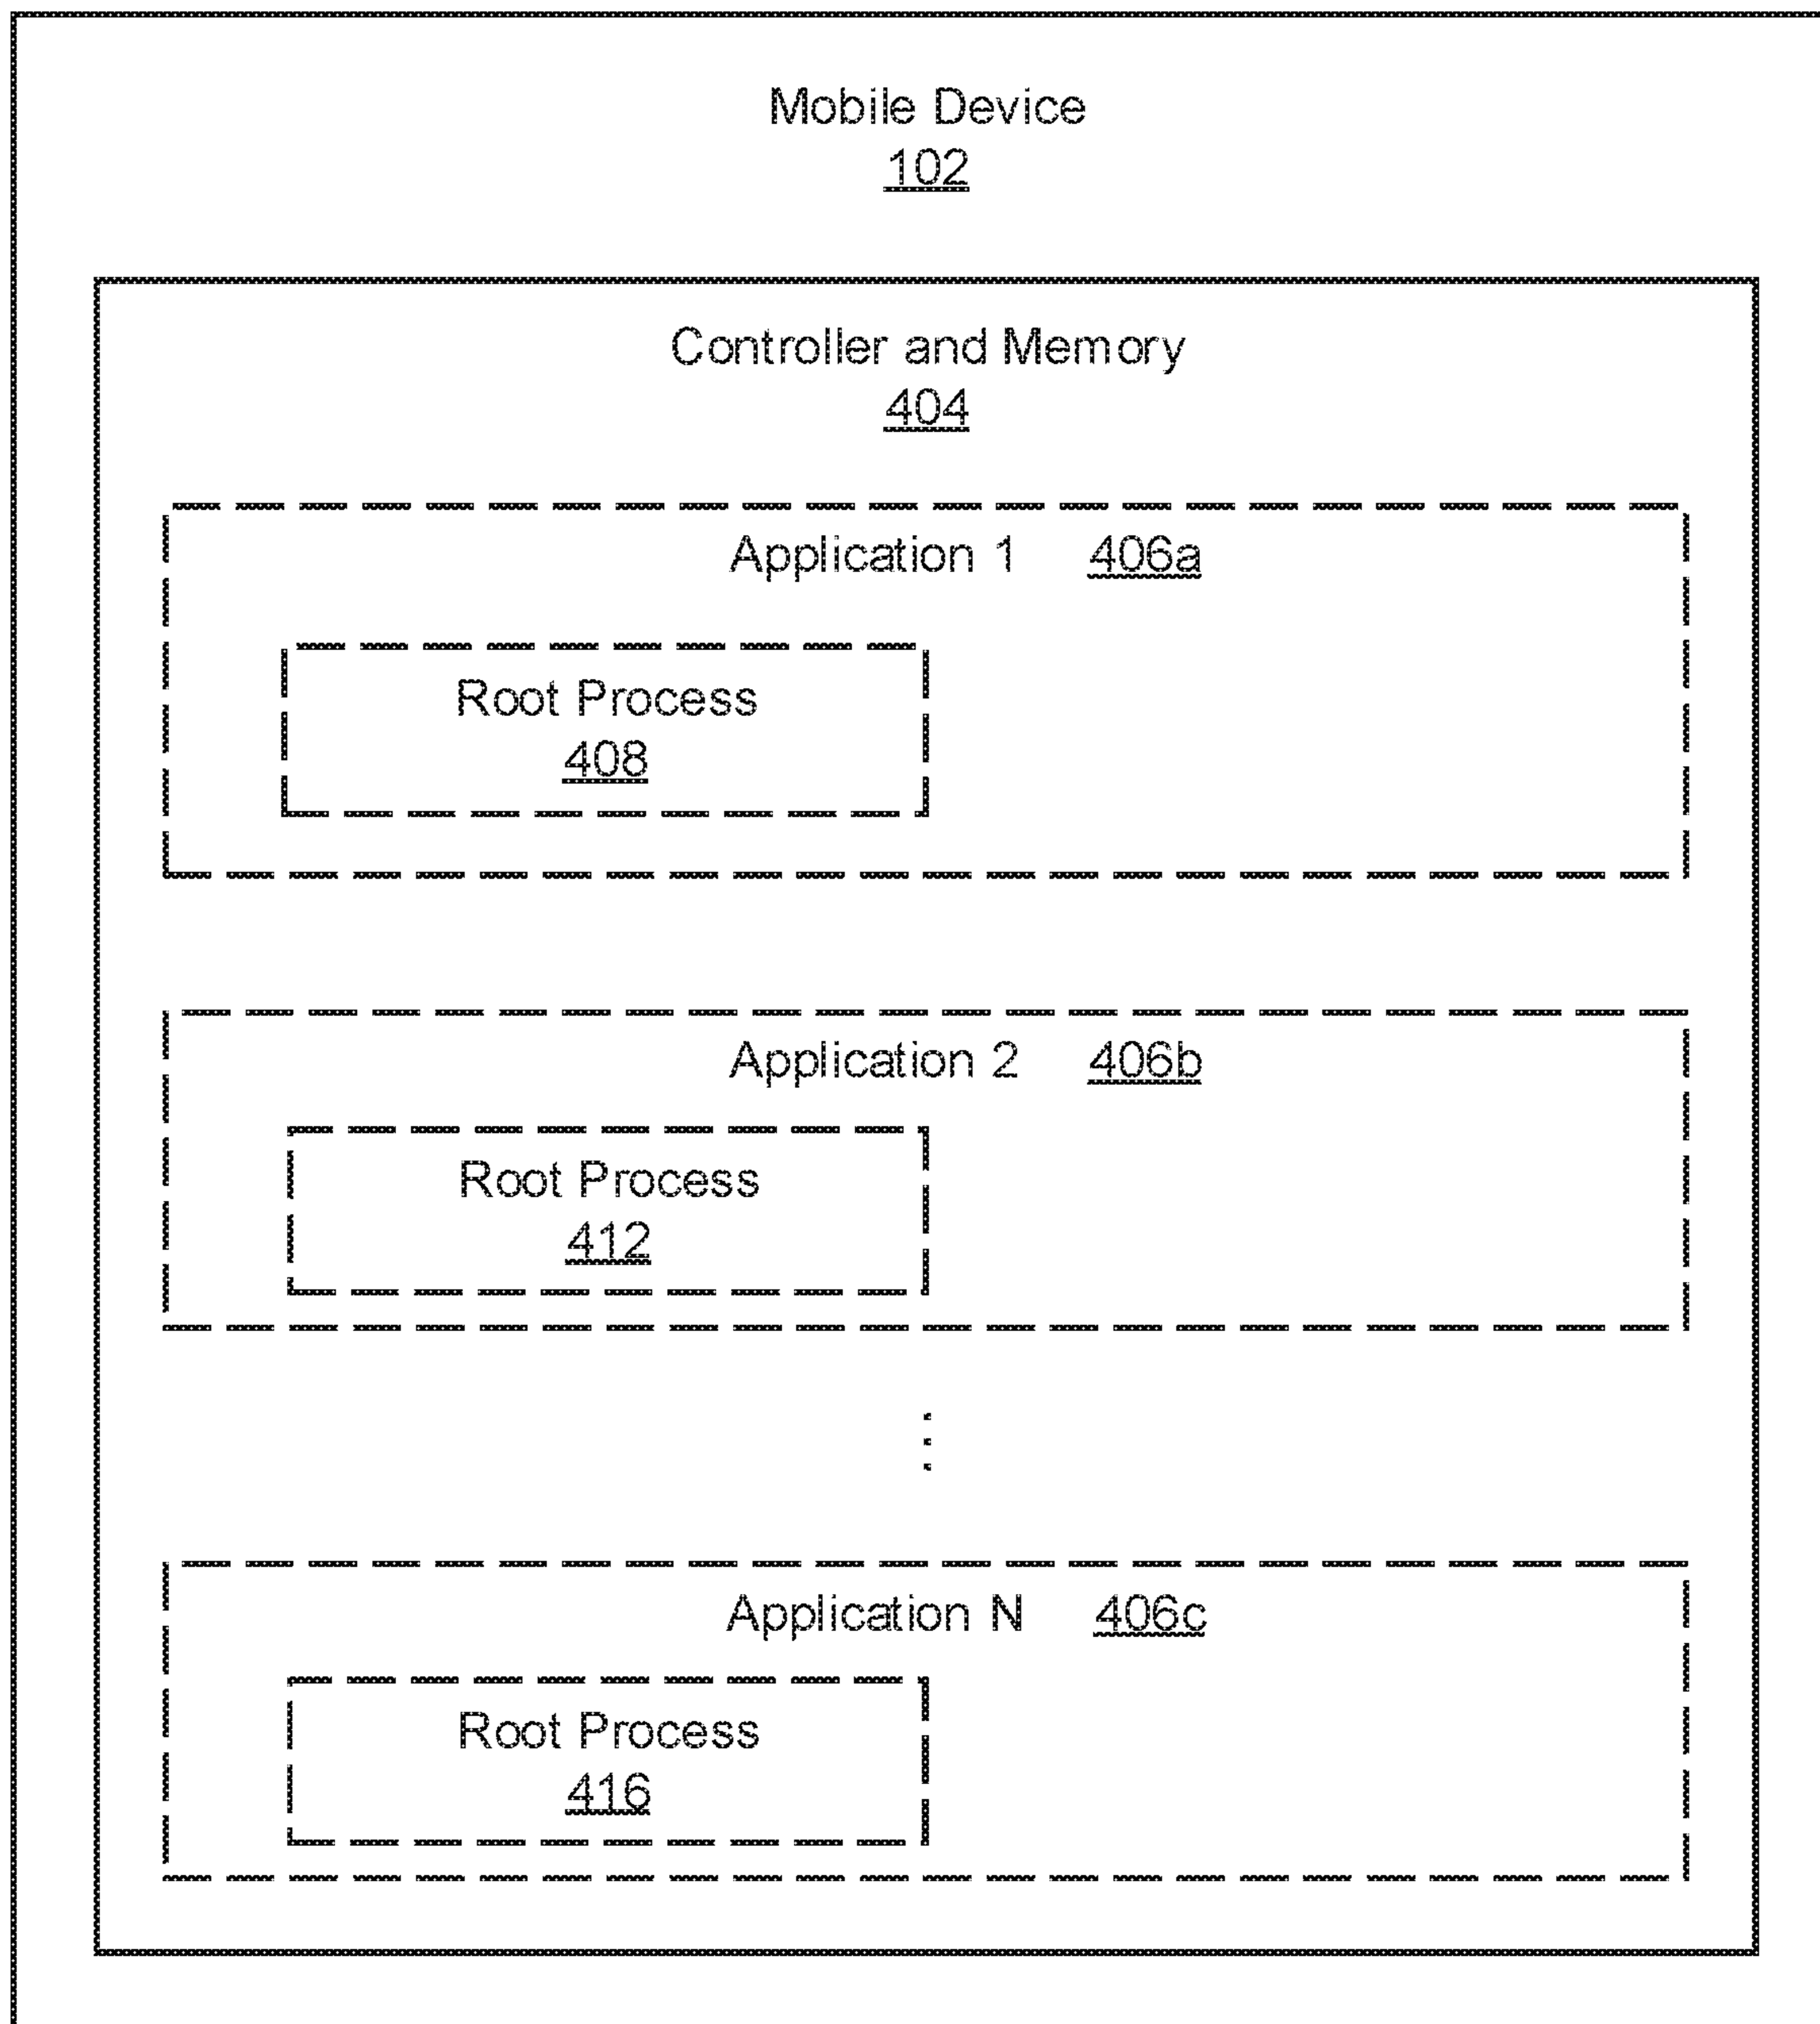 Mobile Device
102
Controller and Memory
404
Application 1 406a
Root Process
408
Application 2 406b
Root Process
412
Application N 406c
Root Process
416